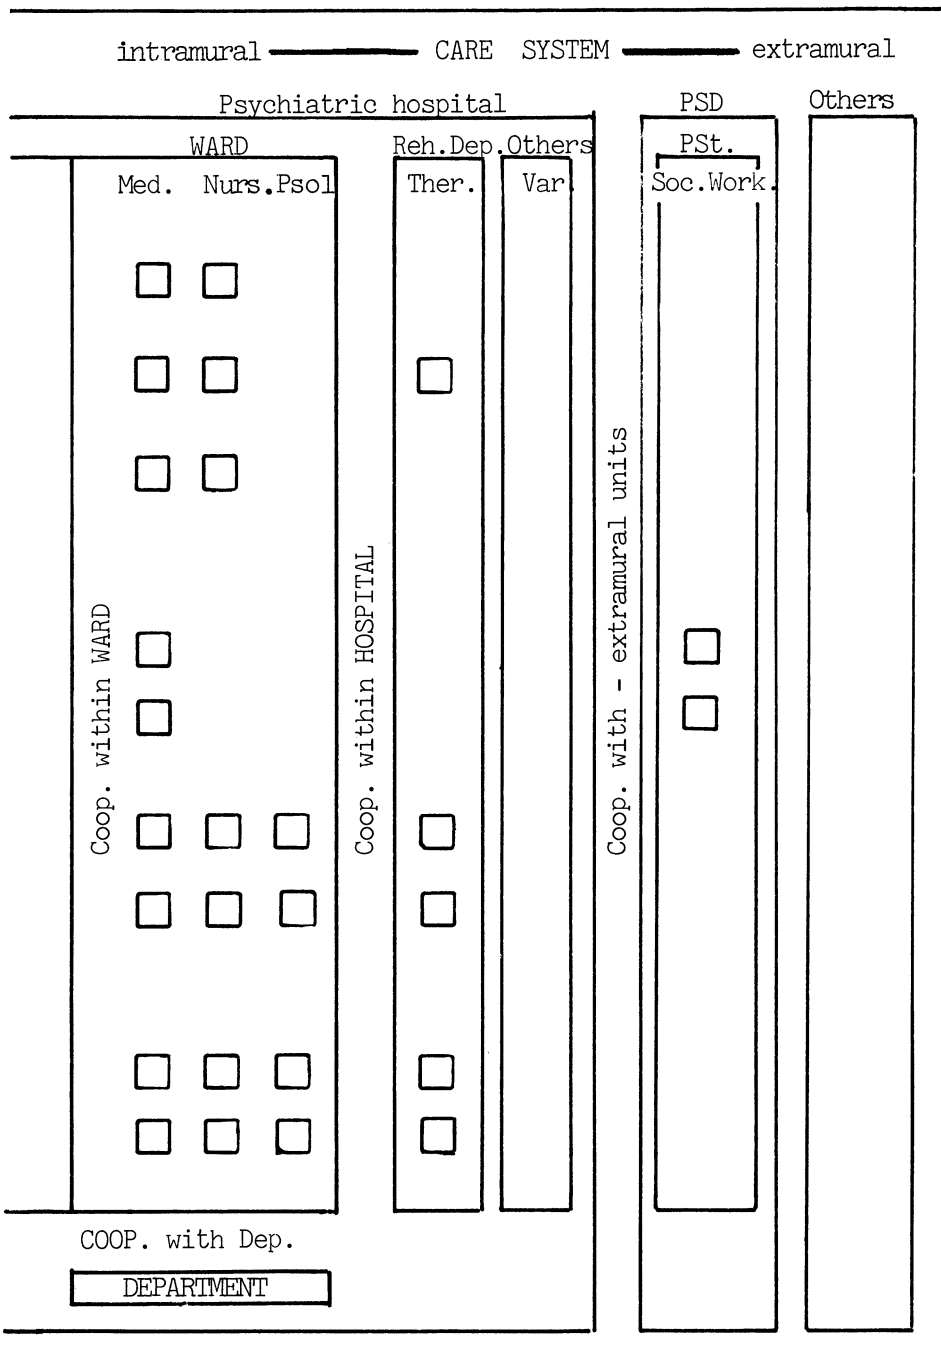 intramural CARE SYSTEM extramural
Psychiatric hospital PSD Others
WARD Reh.Dep. Others PSt.
Med. Nurs. Psol Ther. Var Soc.Work.
Coop. within WARD
Coop. within HOSPITAL
Coop. with - extramural units
COOP. with Dep.
DEPARTMENT